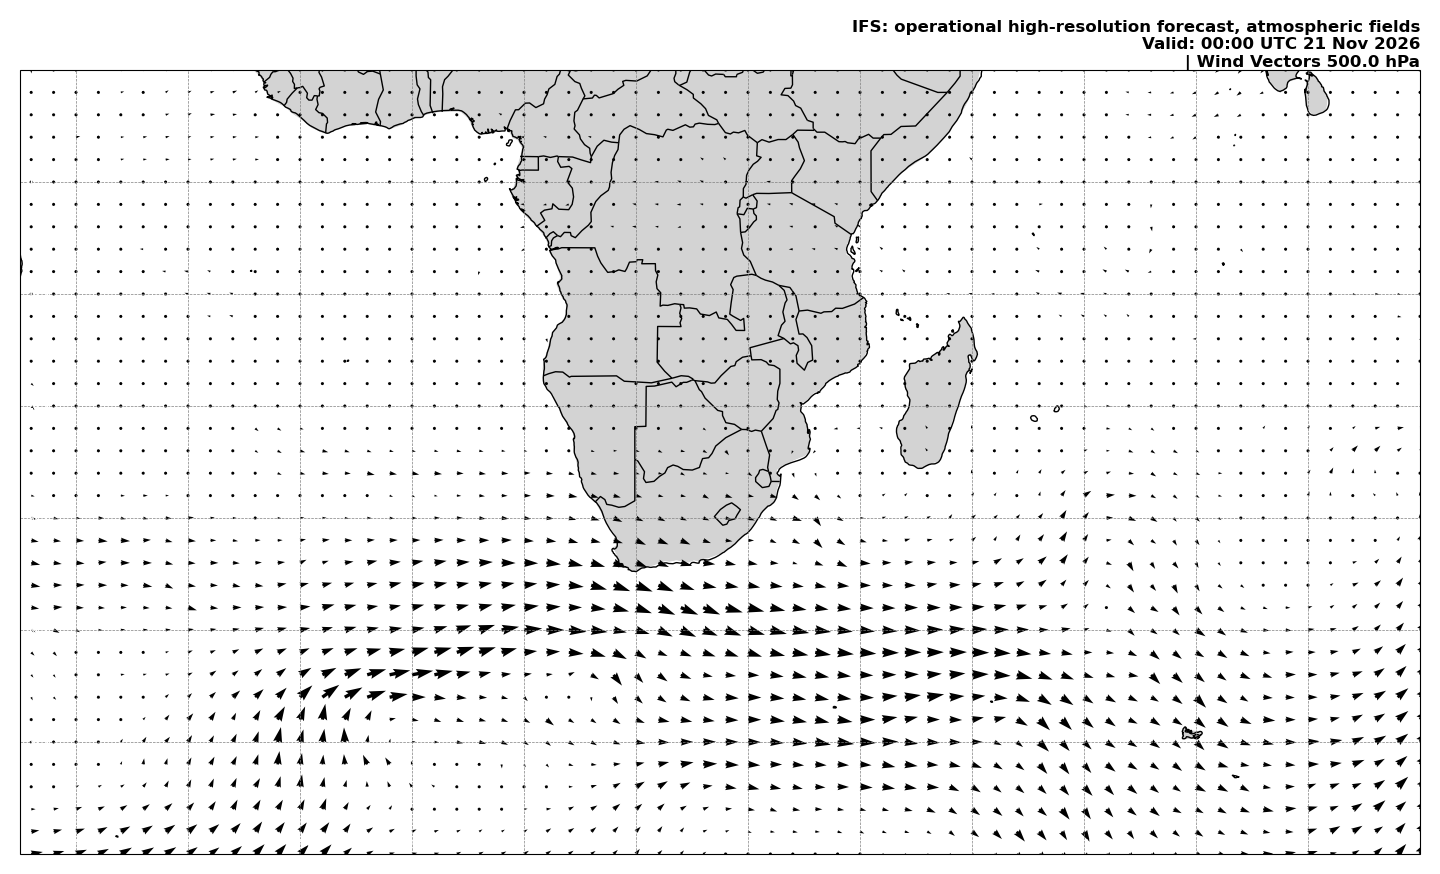 IFS: operational high-resolution forecast, atmospheric fields
Valid: 00:00 UTC 21 Nov 2026
| Wind Vectors 500.0 hPa